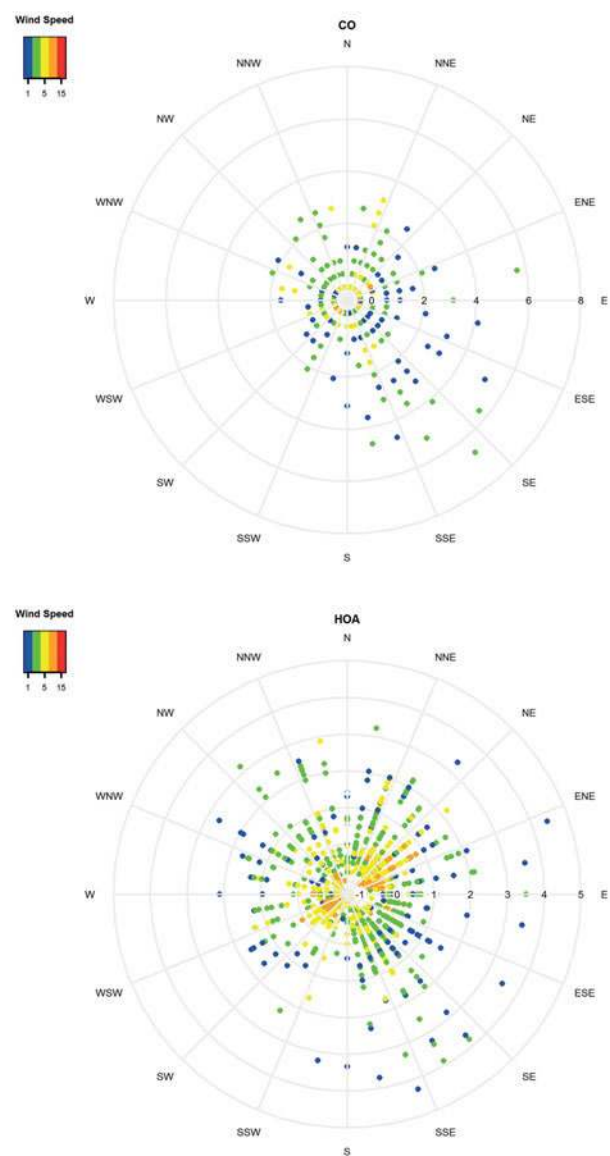 Wind Speed
1 5 15
CO
N
NNW NNE
NW NE
WNW ENE
W 0 2 4 6 8 E
WSW ESE
SW SE
SSW SSE
S
Wind Speed
1 5 15
HOA
N
NNW NNE
NW NE
WNW ENE
W -1 0 1 2 3 4 5 E
WSW ESE
SW SE
SSW SSE
S